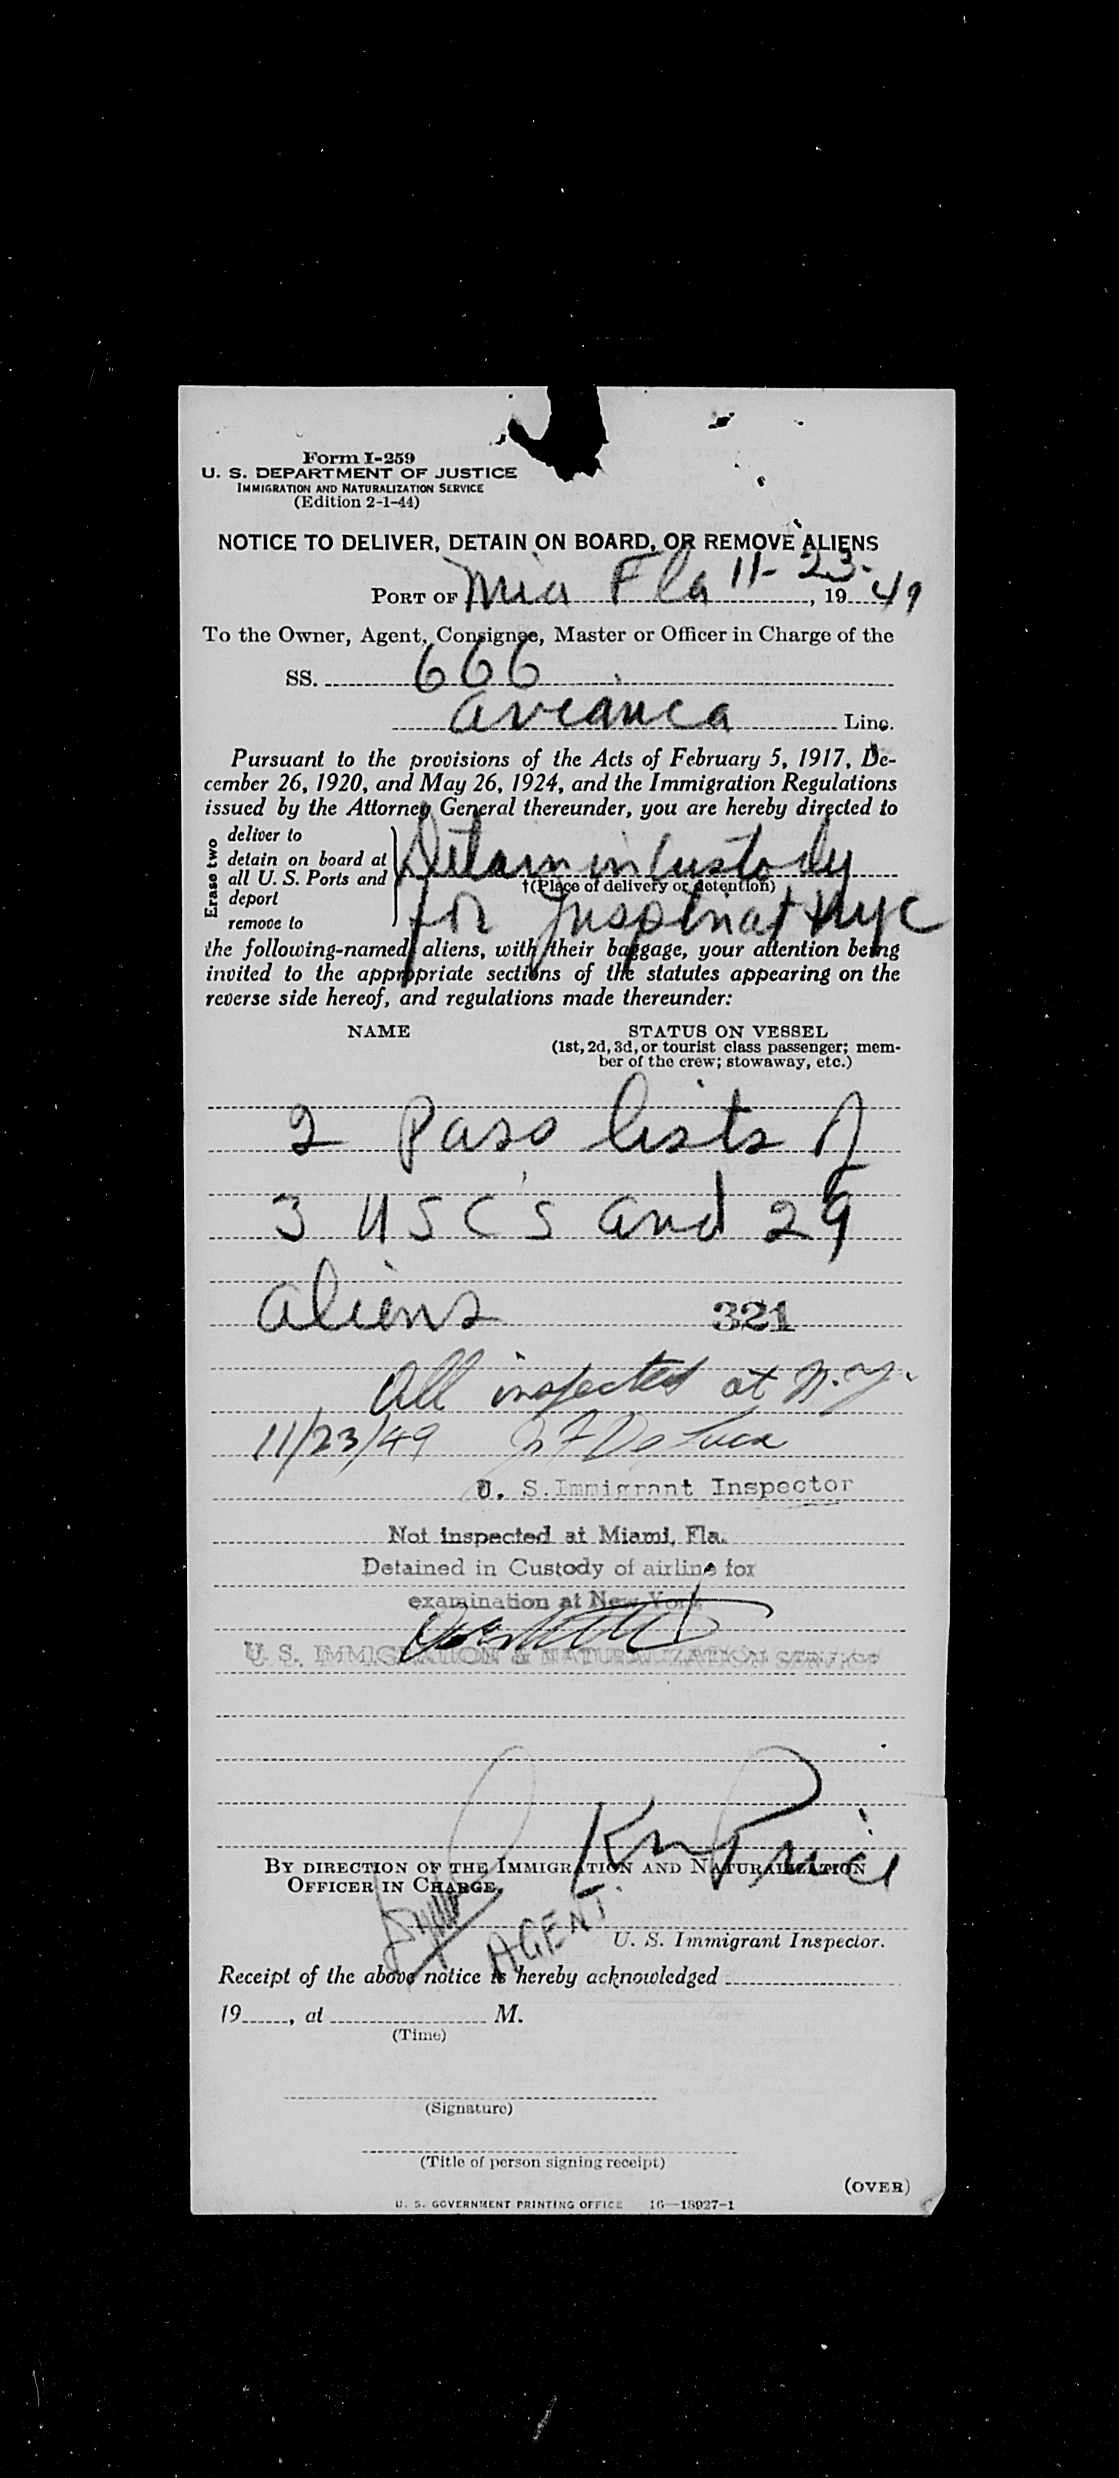 Form I-259
U. S. DEPARTMENT OF JUSTICE
IMMIGRATION AND NATURALIZATION SERVICE
(Edition 2-1-44)
NOTICE TO DELIVER, DETAIN ON BOARD, OR REMOVE ALIENS
PORT OF Mia Fla 11-23-, 19 49
To the Owner, Agent, Consignee, Master or Officer in Charge of the
SS. 666
avianca Line.
Pursuant to the provisions of the Acts of February 5, 1917, De-
cember 26, 1920, and May 26, 1924, and the Immigration Regulations
issued by the Attorney General thereunder, you are hereby directed to
Erase two
deliver to
detain on board at
all U. S. Ports and
deport
remove to
Detain in Custody
†(Place of delivery or detention)
for Insp at NYC
the following-named aliens, with their baggage, your attention being
invited to the appropriate sections of the statutes appearing on the
reverse side hereof, and regulations made thereunder:
NAME STATUS ON VESSEL
(1st, 2d, 3d, or tourist class passenger; mem-
ber of the crew; stowaway, etc.)
2 Pass lists of
3 USC's and 29
aliens 321
All inspected at N.Y.
11/23/49 De Luca
U. S. Immigrant Inspector
Not inspected at Miami, Fla.
Detained in Custody of airline for
examination at New York
U. S. IMMIGRATION & NATURALIZATION SERVICE
Price
BY DIRECTION OF THE IMMIGRATION AND NATURALIZATION
OFFICER IN CHARGE.
AGENT
U. S. Immigrant Inspector.
Receipt of the above notice is hereby acknowledged
19, at M.
(Time)
(Signature)
(Title of person signing receipt)
(OVER)
U. S. GOVERNMENT PRINTING OFFICE 16—18927-1